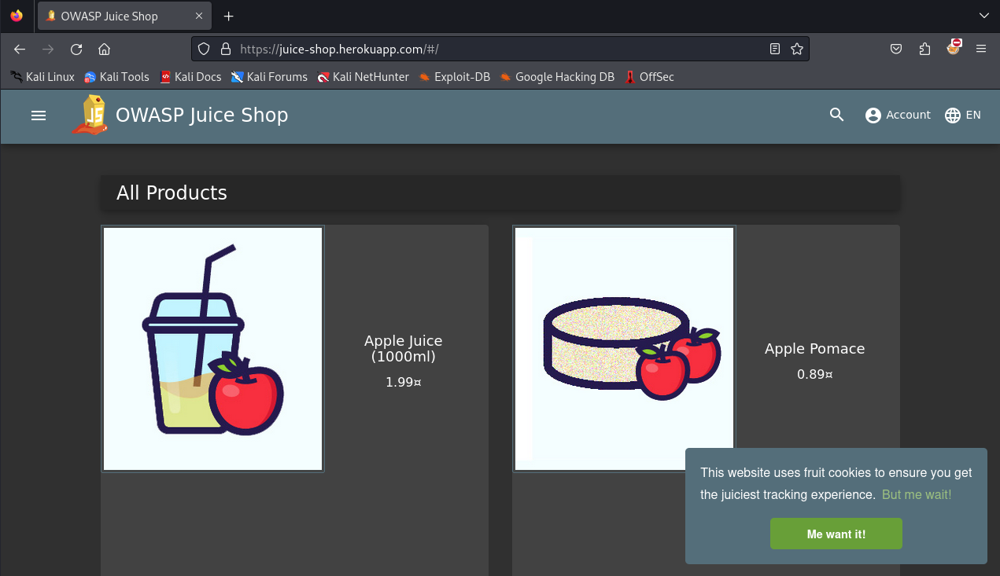 OWASP Juice Shop
https://juice-shop.herokuapp.com/#/
Kali Linux Kali Tools Kali Docs Kali Forums Kali NetHunter Exploit-DB Google Hacking DB OffSec
JS OWASP Juice Shop Account EN
All Products
Apple Juice
(1000ml)
1.99¤
Apple Pomace
0.89¤
This website uses fruit cookies to ensure you get
the juiciest tracking experience. But me wait!
Me want it!